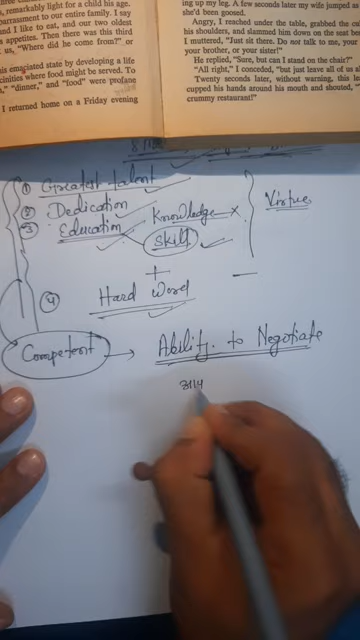 remarkably light for a child his age.
parrassment to our entire family. I say
and I like to eat, and our two oldest
appetites. Then there was this third
us, "Where did he come from?" or
his emaciated state by developing a life
cinities where food might be served. To
" "dinner," and "food" were profane
I returned home on a Friday evening
ing up my leg. A few seconds later my wife jumped as
she'd been goosed.
Angry, I reached under the table, grabbed the
his shoulders, and slammed him down on the seat
I muttered, "Just sit there. Do not talk to me, your
your brother, or your sister!"
He replied, "Sure, but can I stand on the chair?"
"All right," I conceded, "but just leave all of us al
Twenty seconds later, without warning, this
cupped his hands around his mouth and shouted, "
crummy restaurant!"
① Greatest talent
② Dedication
③ Education Knowledge x
Skill
Virtue
+
④ Hard Word
Competent → Ability to Negotiate
आप